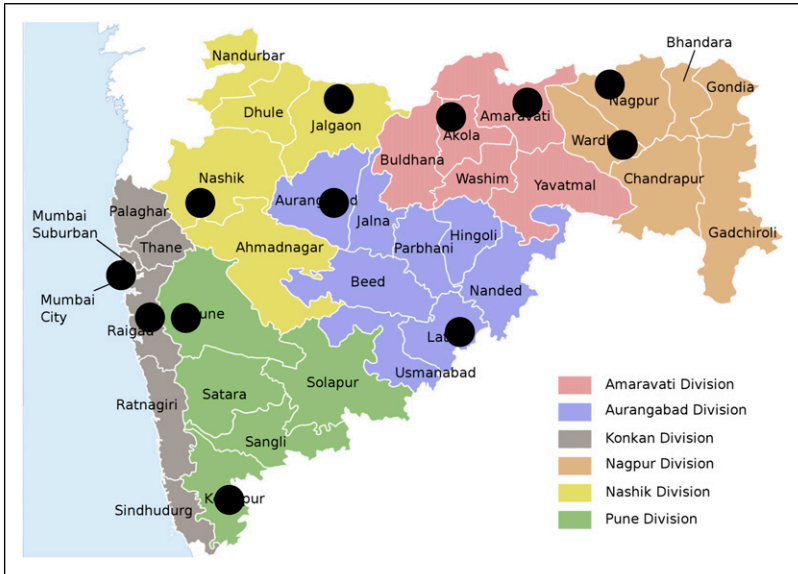 Nandurbar
Bhandara
Nagpur
Gondia
Dhule
Jalgaon
Amaravati
Akola
Buldhana
Nashik
Washim
Yavatmal
Chandrapur
Palaghar
Jalna
Mumbai
Suburban
Thane
Ahmadnagar
Parbhani
Hingoli
Gadchiroli
Beed
Nanded
Mumbai
City
Usmanabad
Solapur
Satara
Ratnagiri
Sangli
Sindhudurg
Amaravati Division
Aurangabad Division
Konkan Division
Nagpur Division
Nashik Division
Pune Division